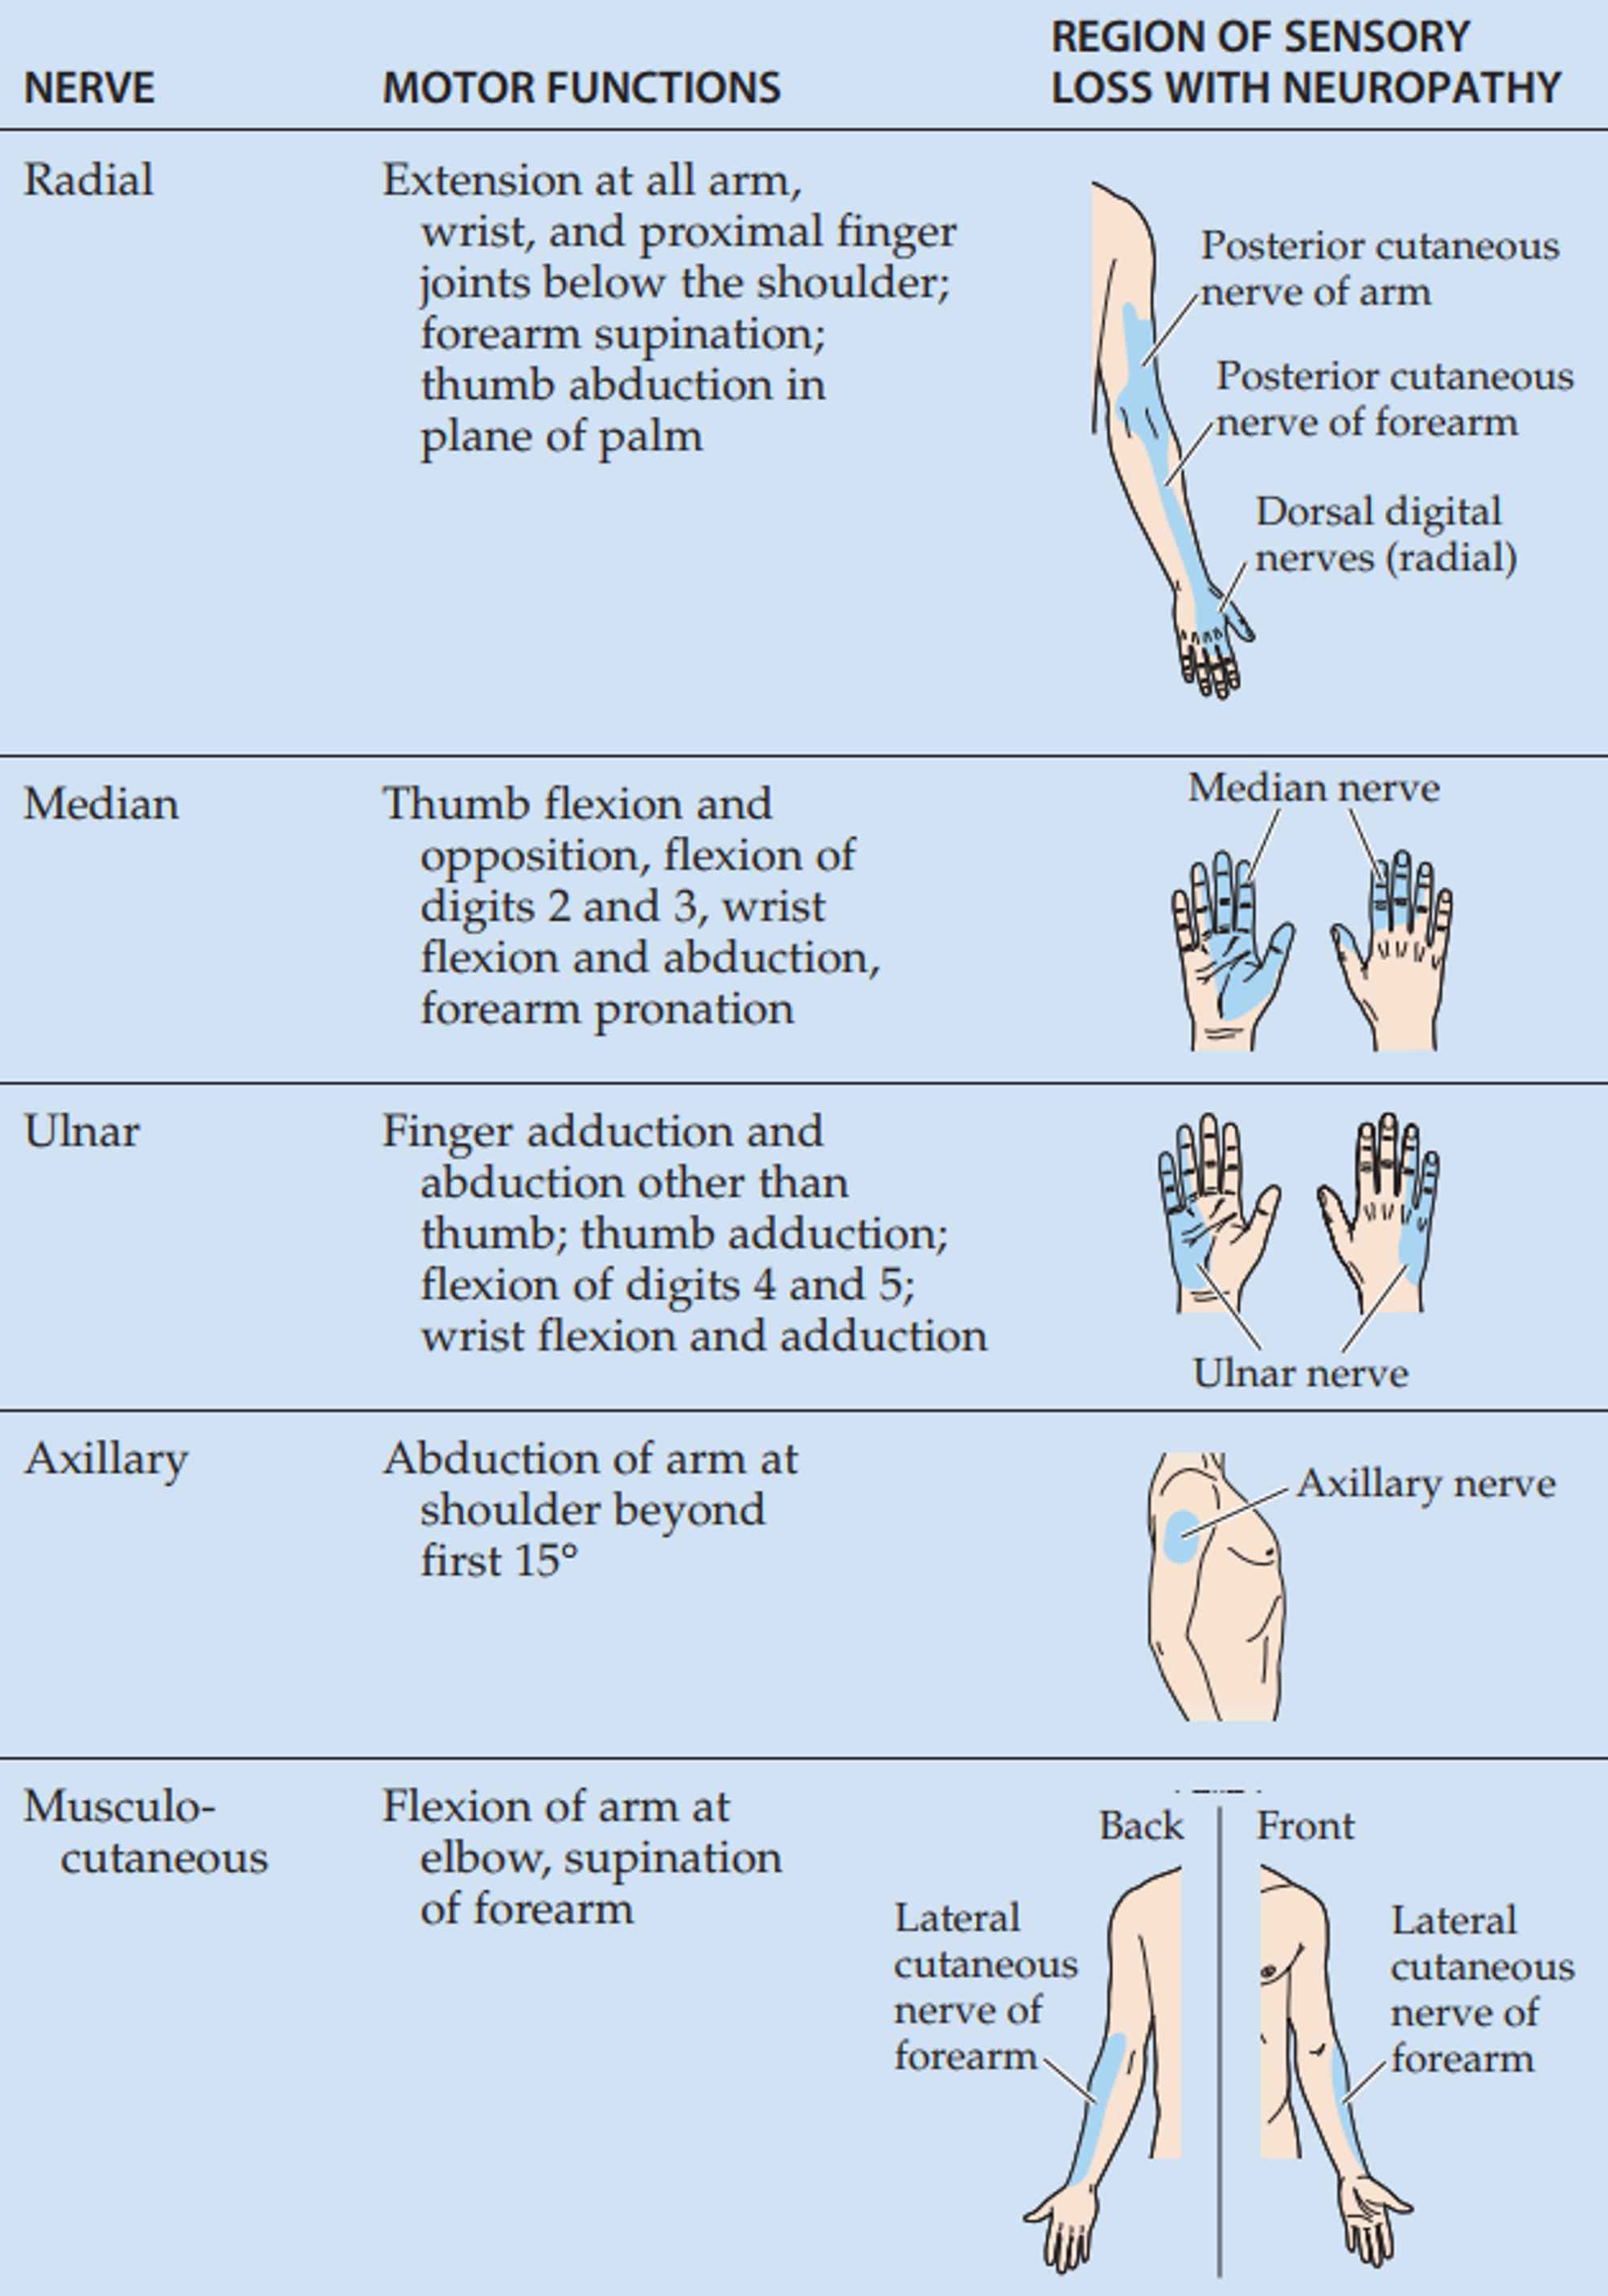 NERVE
MOTOR FUNCTIONS
REGION OF SENSORY
LOSS WITH NEUROPATHY
Radial
Extension at all arm,
wrist, and proximal finger
joints below the shoulder;
forearm supination;
thumb abduction in
plane of palm
Posterior cutaneous
nerve of arm
Posterior cutaneous
nerve of forearm
Dorsal digital
nerves (radial)
Median
Thumb flexion and
opposition, flexion of
digits 2 and 3, wrist
flexion and abduction,
forearm pronation
Median nerve
Ulnar
Finger adduction and
abduction other than
thumb; thumb adduction;
flexion of digits 4 and 5;
wrist flexion and adduction
Ulnar nerve
Axillary
Abduction of arm at
shoulder beyond
first 15°
Axillary nerve
Musculo-
cutaneous
Flexion of arm at
elbow, supination
of forearm
Back
Front
Lateral
cutaneous
nerve of
forearm
Lateral
cutaneous
nerve of
forearm